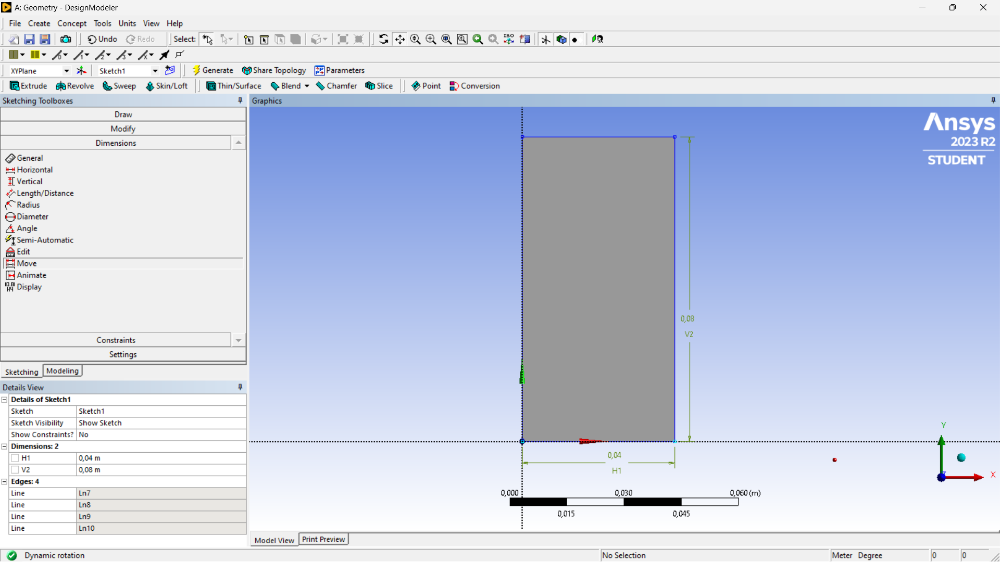 A: Geometry - DesignModeler
File Create Concept Tools Units View Help
Undo Redo Select: ISO
XYPlane Sketch1 Generate Share Topology Parameters
Extrude Revolve Sweep Skin/Loft Thin/Surface Blend Chamfer Slice Point Conversion
Sketching Toolboxes
Draw
Modify
Dimensions
General
Horizontal
Vertical
Length/Distance
Radius
Diameter
Angle
Semi-Automatic
Edit
Move
Animate
Display
Constraints
Settings
Sketching Modeling
Details View
Details of Sketch1
Sketch Sketch1
Sketch Visibility Show Sketch
Show Constraints? No
Dimensions: 2
H1 0,04 m
V2 0,08 m
Edges: 4
Line Ln7
Line Ln8
Line Ln9
Line Ln10
Graphics
Ansys
2023 R2
STUDENT
0,08
V2
0,04
H1
Y
X
0,000 0,030 0,060 (m)
0,015 0,045
Model View Print Preview
Dynamic rotation No Selection Meter Degree 0 0